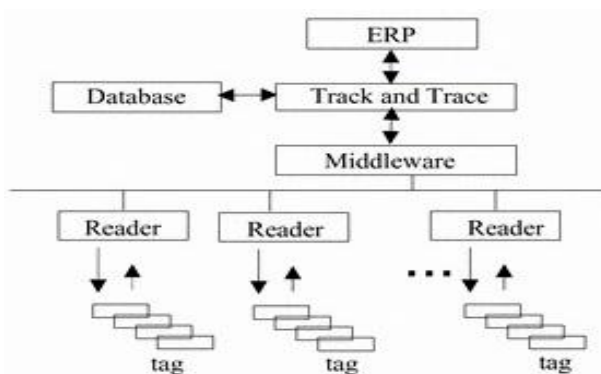 ERP
Database
Track and Trace
Middleware
Reader
Reader
Reader
tag
tag
tag